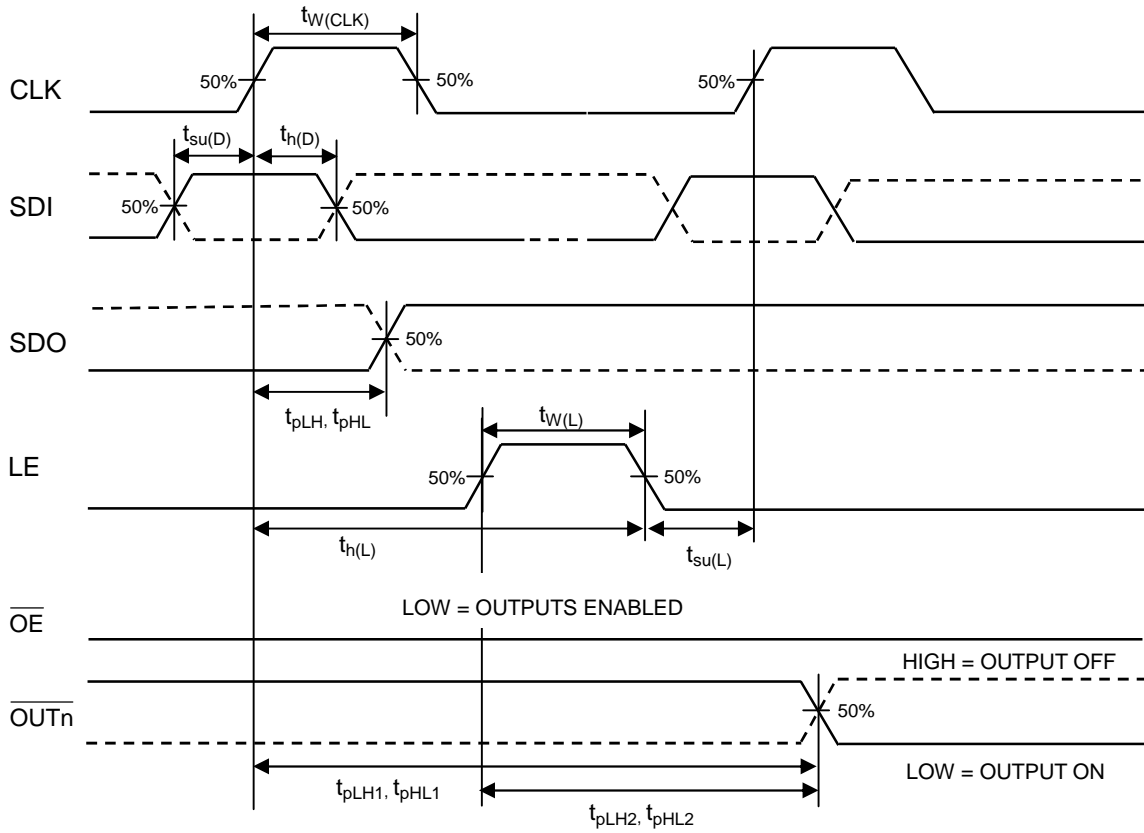 tW(CLK)
CLK
50%
50%
50%
tsu(D)
th(D)
SDI
50%
50%
SDO
50%
tpLH, tpHL
tW(L)
LE
50%
50%
th(L)
tsu(L)
LOW = OUTPUTS ENABLED
OE
HIGH = OUTPUT OFF
OUTn
50%
LOW = OUTPUT ON
tpLH1, tpHL1
tpLH2, tpHL2